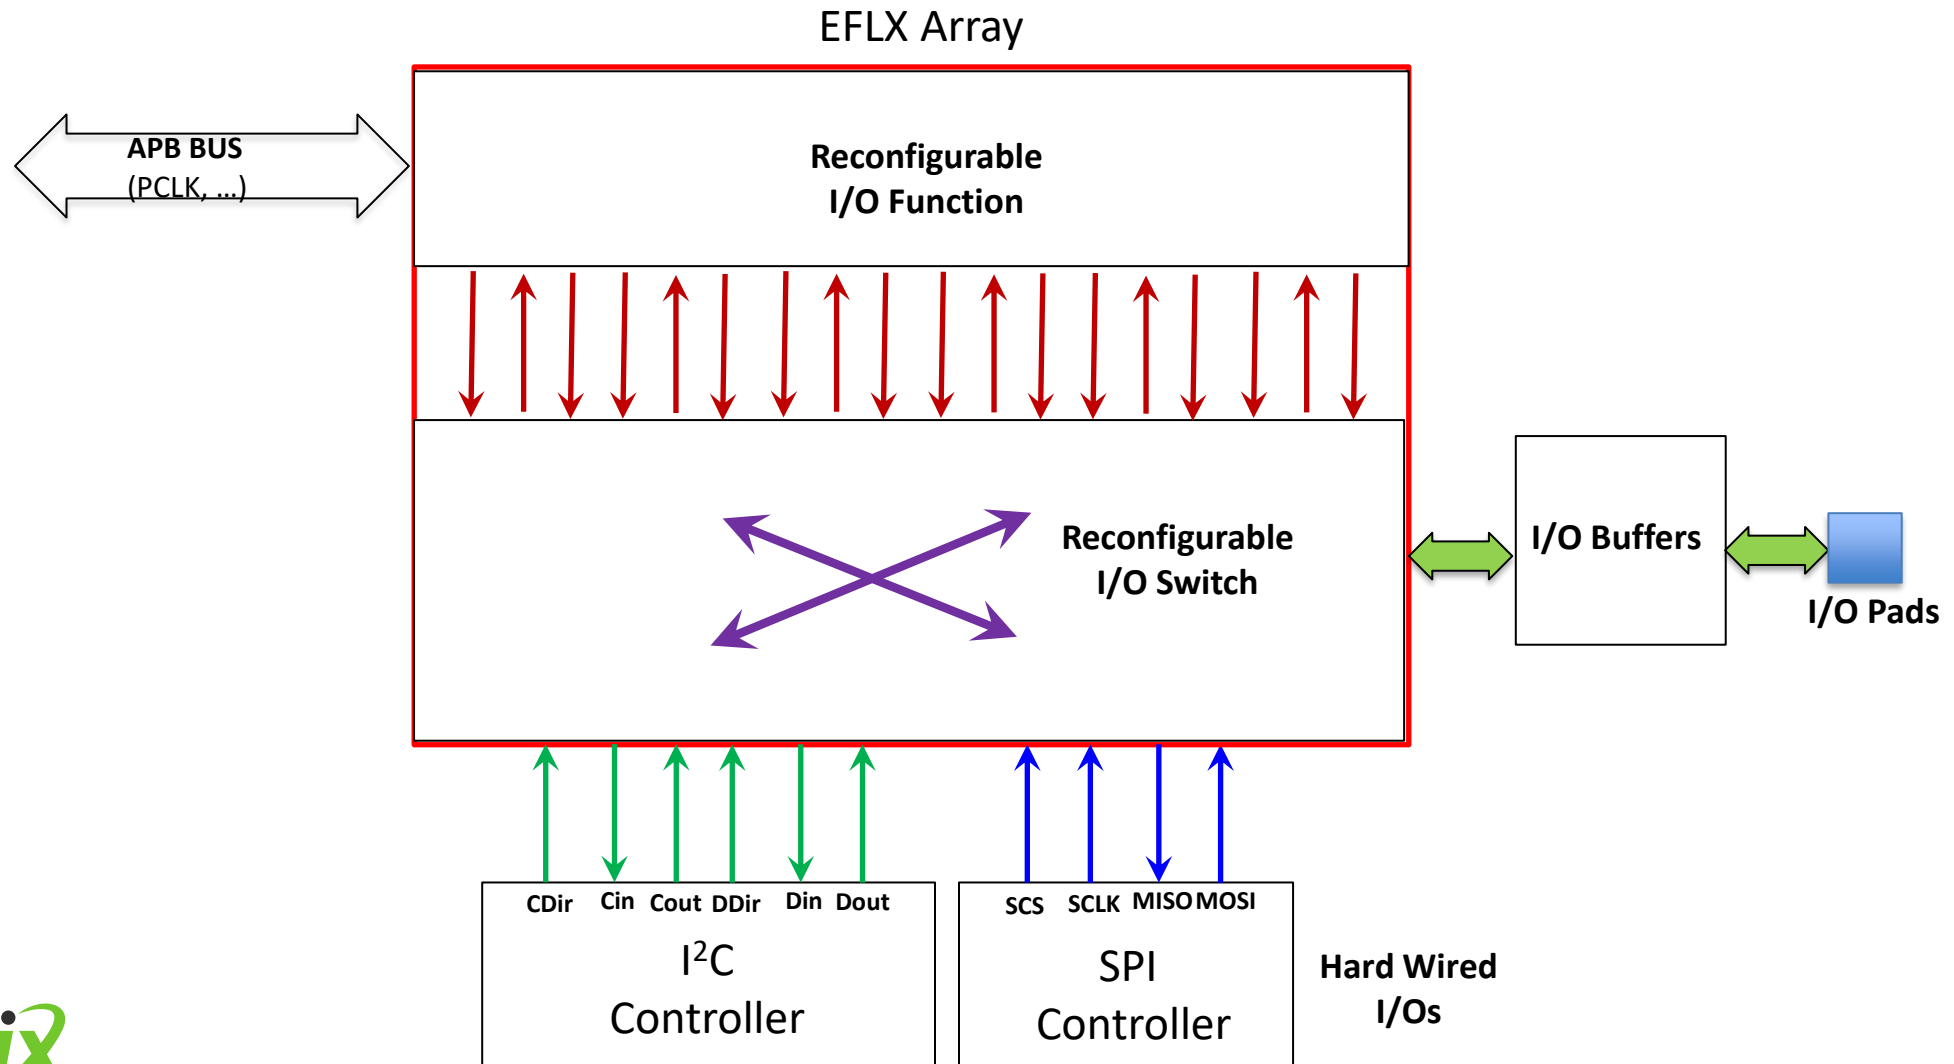 EFLX Array
APB BUS
(PCLK, ...)
Reconfigurable
I/O Function
Reconfigurable
I/O Switch
I/O Buffers
I/O Pads
CDir Cin Cout DDir Din Dout
SCS SCLK MISO MOSI
I²C
Controller
SPI
Controller
Hard Wired
I/Os
ix